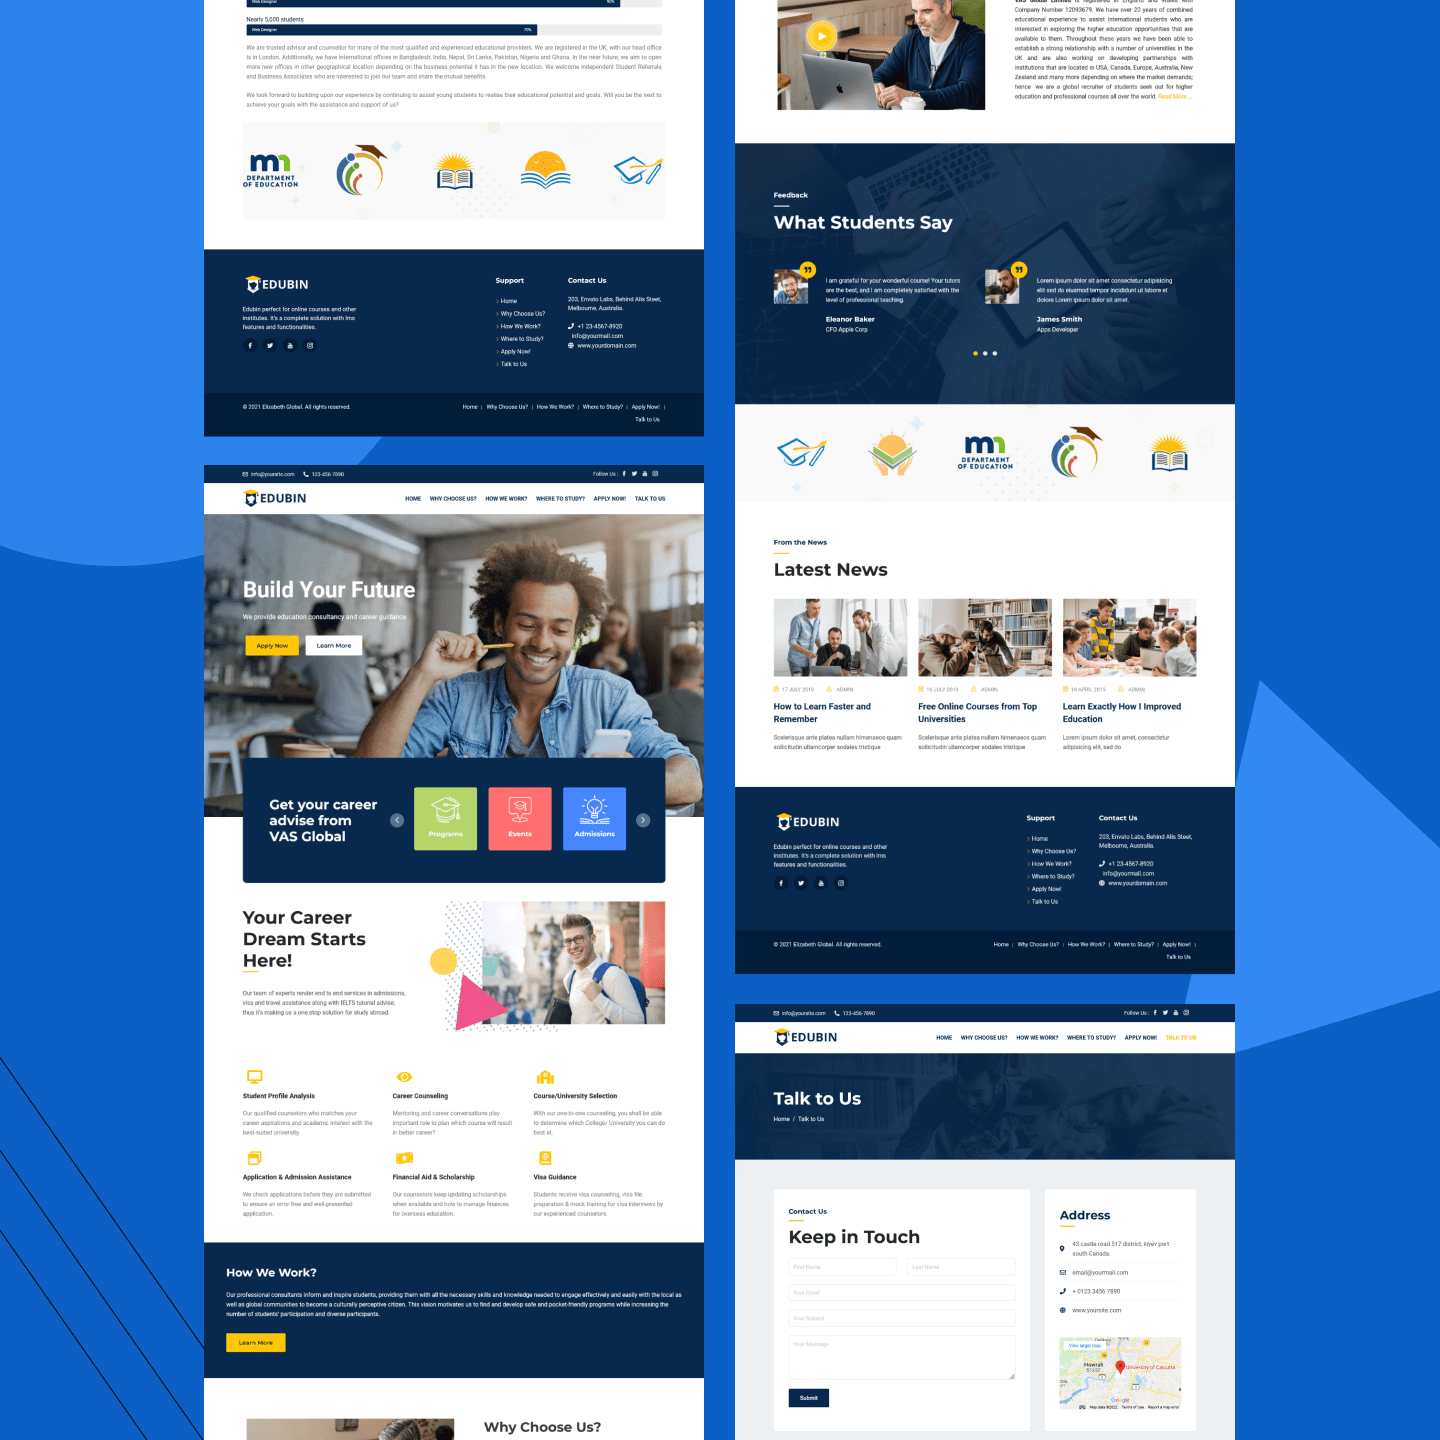 Web Designer
90%
Nearly 5,000 students
Web Designer
70%
We are trusted advisor and counsellor for many of the most qualified and experienced educational providers. We are registered in the UK, with our head office
is in London. Additionally, we have international offices in Bangladesh, India, Nepal, Sri Lanka, Pakistan, Nigeria and Ghana. In the near future, we aim to open
more new offices in other geographical location depending on the business potential it has in the new location. We welcome Independent Student Referrals
and Business Associates who are interested to join our team and share the mutual benefits.
We look forward to building upon our experience by continuing to assist young students to realise their educational potential and goals. Will you be the next to
achieve your goals with the assistance and support of us?
mn
DEPARTMENT
OF EDUCATION
EDUBIN
Edubin perfect for online courses and other
institutes. It's a complete solution with lms
features and functionalities.
Support
Home
Why Choose Us?
How We Work?
Where to Study?
Apply Now!
Talk to Us
Contact Us
203, Envato Labs, Behind Alis Steet,
Melbourne, Australia.
+1 23-4567-8920
info@yourmail.com
www.yourdomain.com
© 2021 Elizabeth Global. All rights reserved.
Home | Why Choose Us? | How We Work? | Where to Study? | Apply Now! |
Talk to Us
info@yoursite.com 123-456-7890
Follow Us :
EDUBIN
HOME WHY CHOOSE US? HOW WE WORK? WHERE TO STUDY? APPLY NOW! TALK TO US
Build Your Future
We provide education consultancy and career guidance
Apply Now
Learn More
Get your career
advise from
VAS Global
Programs
Events
Admissions
Your Career
Dream Starts
Here!
Our team of experts render end to end services in admissions,
visa and travel assistance along with IELTS tutorial advise;
thus it's making us a one stop solution for study abroad.
Student Profile Analysis
Our qualified counselors who matches your
career aspirations and academic interest with the
best-suited university.
Career Counseling
Mentoring and career conversations play
important role to plan which course will result
in better career?
Course/University Selection
With our one-to-one counseling, you shall be able
to determine which College/ University you can do
best at.
Application & Admission Assistance
We check applications before they are submitted
to ensure an error free and well-presented
application.
Financial Aid & Scholarship
Our counselors keep updating scholarships
when available and how to manage finances
for overseas education.
Visa Guidance
Students receive visa counseling, visa file
preparation & mock training for visa interviews by
our experienced counselors.
How We Work?
Our professional consultants inform and inspire students, providing them with all the necessary skills and knowledge needed to engage effectively and easily with the local as
well as global communities to become a culturally perceptive citizen. This vision motivates us to find and develop safe and pocket-friendly programs while increasing the
number of students' participation and diverse participants.
Learn More
Why Choose Us?
VAS Global Limited is registered in England and Wales with
Company Number 12093679. We have over 20 years of combined
educational experience to assist International students who are
interested in exploring the higher education opportunities that are
available to them. Throughout these years we have been able to
establish a strong relationship with a number of universities in the
UK and are also working on developing partnerships with
institutions that are located in USA, Canada, Europe, Australia, New
Zealand and many more depending on where the market demands;
hence we are a global recruiter of students seek out for higher
education and professional courses all over the world. Read More ...
Feedback
What Students Say
I am grateful for your wonderful course! Your tutors
are the best, and I am completely satisfied with the
level of professional teaching.
Eleanor Baker
CFO Apple Corp
Lorem ipsum dolor sit amet consectetur adipisicing
elit sed do eiusmod tempor incididunt ut labore et
dolore Lorem ipsum dolor sit amet.
James Smith
Apps Developer
mn
DEPARTMENT
OF EDUCATION
From the News
Latest News
17 JULY 2019 ADMIN
How to Learn Faster and
Remember
Scelerisque ante platea nullam himenaeos quam
sollicitudin ullamcorper sodales tristique
16 JULY 2019 ADMIN
Free Online Courses from Top
Universities
Scelerisque ante platea nullam himenaeos quam
sollicitudin ullamcorper sodales tristique
16 APRIL 2019 ADMIN
Learn Exactly How I Improved
Education
Lorem ipsum dolor sit amet, consectetur
adipisicing elit, sed do
EDUBIN
Edubin perfect for online courses and other
institutes. It's a complete solution with lms
features and functionalities.
Support
Home
Why Choose Us?
How We Work?
Where to Study?
Apply Now!
Talk to Us
Contact Us
203, Envato Labs, Behind Alis Steet,
Melbourne, Australia.
+1 23-4567-8920
info@yourmail.com
www.yourdomain.com
© 2021 Elizabeth Global. All rights reserved.
Home | Why Choose Us? | How We Work? | Where to Study? | Apply Now! |
Talk to Us
info@yoursite.com 123-456-7890
Follow Us :
EDUBIN
HOME WHY CHOOSE US? HOW WE WORK? WHERE TO STUDY? APPLY NOW! TALK TO US
Talk to Us
Home / Talk to Us
Contact Us
Keep in Touch
First Name
Last Name
Your Email
Your Subject
Your Message
Submit
Address
43 castle road 517 district, kiyev port
south Canada.
email@yourmail.com
+ 0123 3456 7890
www.yoursite.com
View larger map
Howrah
University of Calcutta
Google
Map data ©2022 Terms of Use Report a map error